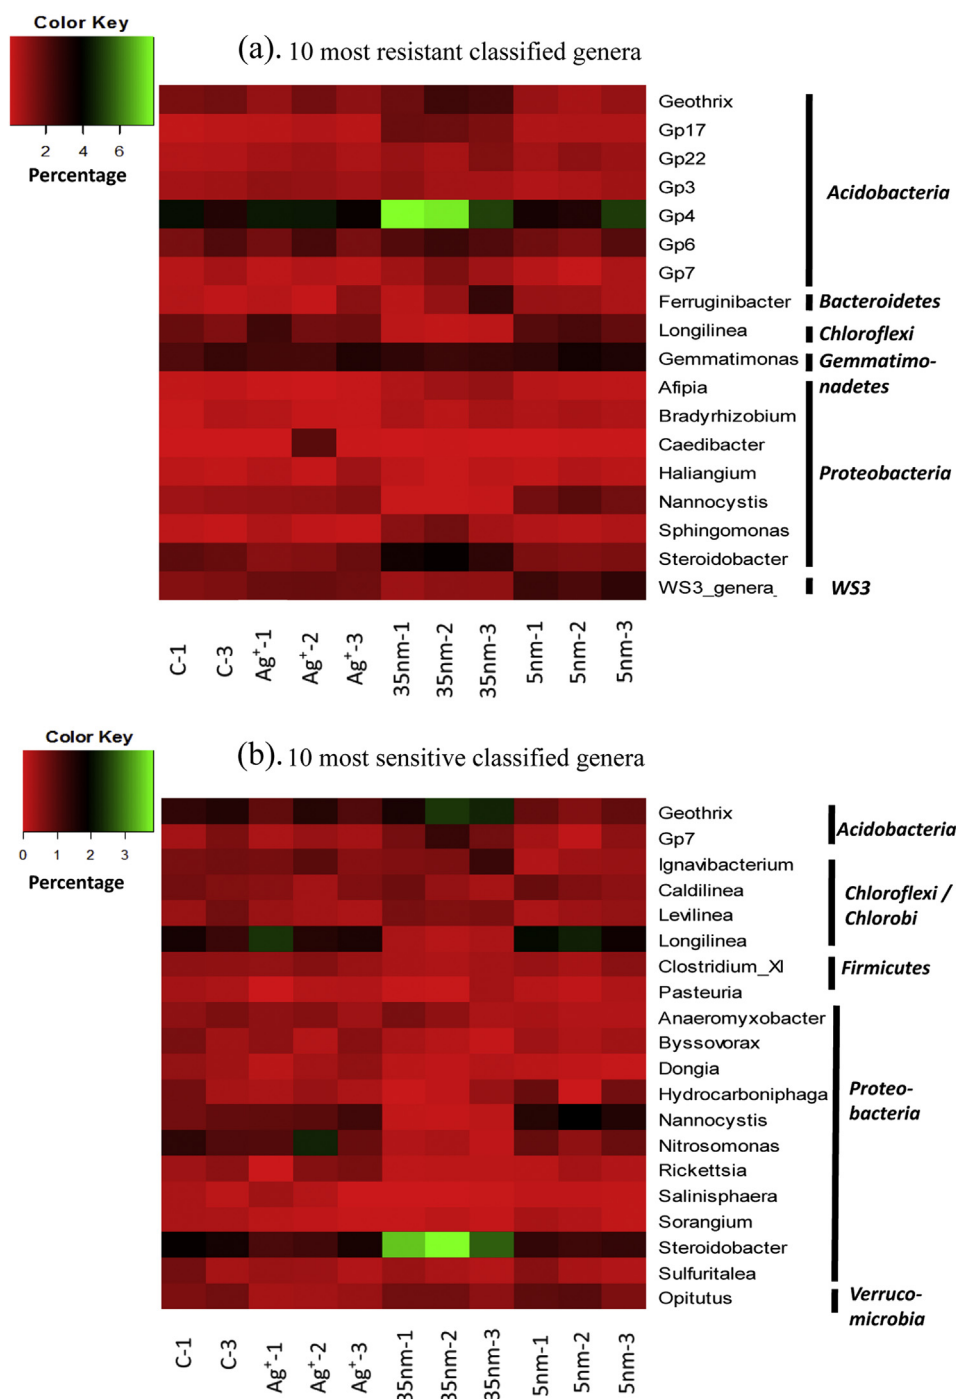 Color Key
2 4 6
Percentage
(a). 10 most resistant classified genera
Geothrix
Gp17
Gp22
Gp3
Gp4
Gp6
Gp7
Ferruginibacter
Longilinea
Gemmatimonas
Afipia
Bradyrhizobium
Caedibacter
Haliangium
Nannocystis
Sphingomonas
Steroidobacter
WS3_genera_
Acidobacteria
Bacteroidetes
Chloroflexi
Gemmatimo-
nadetes
Proteobacteria
WS3
C-1
C-3
Ag+-1
Ag+-2
Ag+-3
35nm-1
35nm-2
35nm-3
5nm-1
5nm-2
5nm-3
Color Key
0 1 2 3
Percentage
(b). 10 most sensitive classified genera
Geothrix
Gp7
Ignavibacterium
Caldilinea
Levilinea
Longilinea
Clostridium_XI
Pasteuria
Anaeromyxobacter
Byssovorax
Dongia
Hydrocarboniphaga
Nannocystis
Nitrosomonas
Rickettsia
Salinisphaera
Sorangium
Steroidobacter
Sulfuritalea
Opitutus
Acidobacteria
Chloroflexi /
Chlorobi
Firmicutes
Proteo-
bacteria
Verruco-
microbia
C-1
C-3
Ag+-1
Ag+-2
Ag+-3
35nm-1
35nm-2
35nm-3
5nm-1
5nm-2
5nm-3